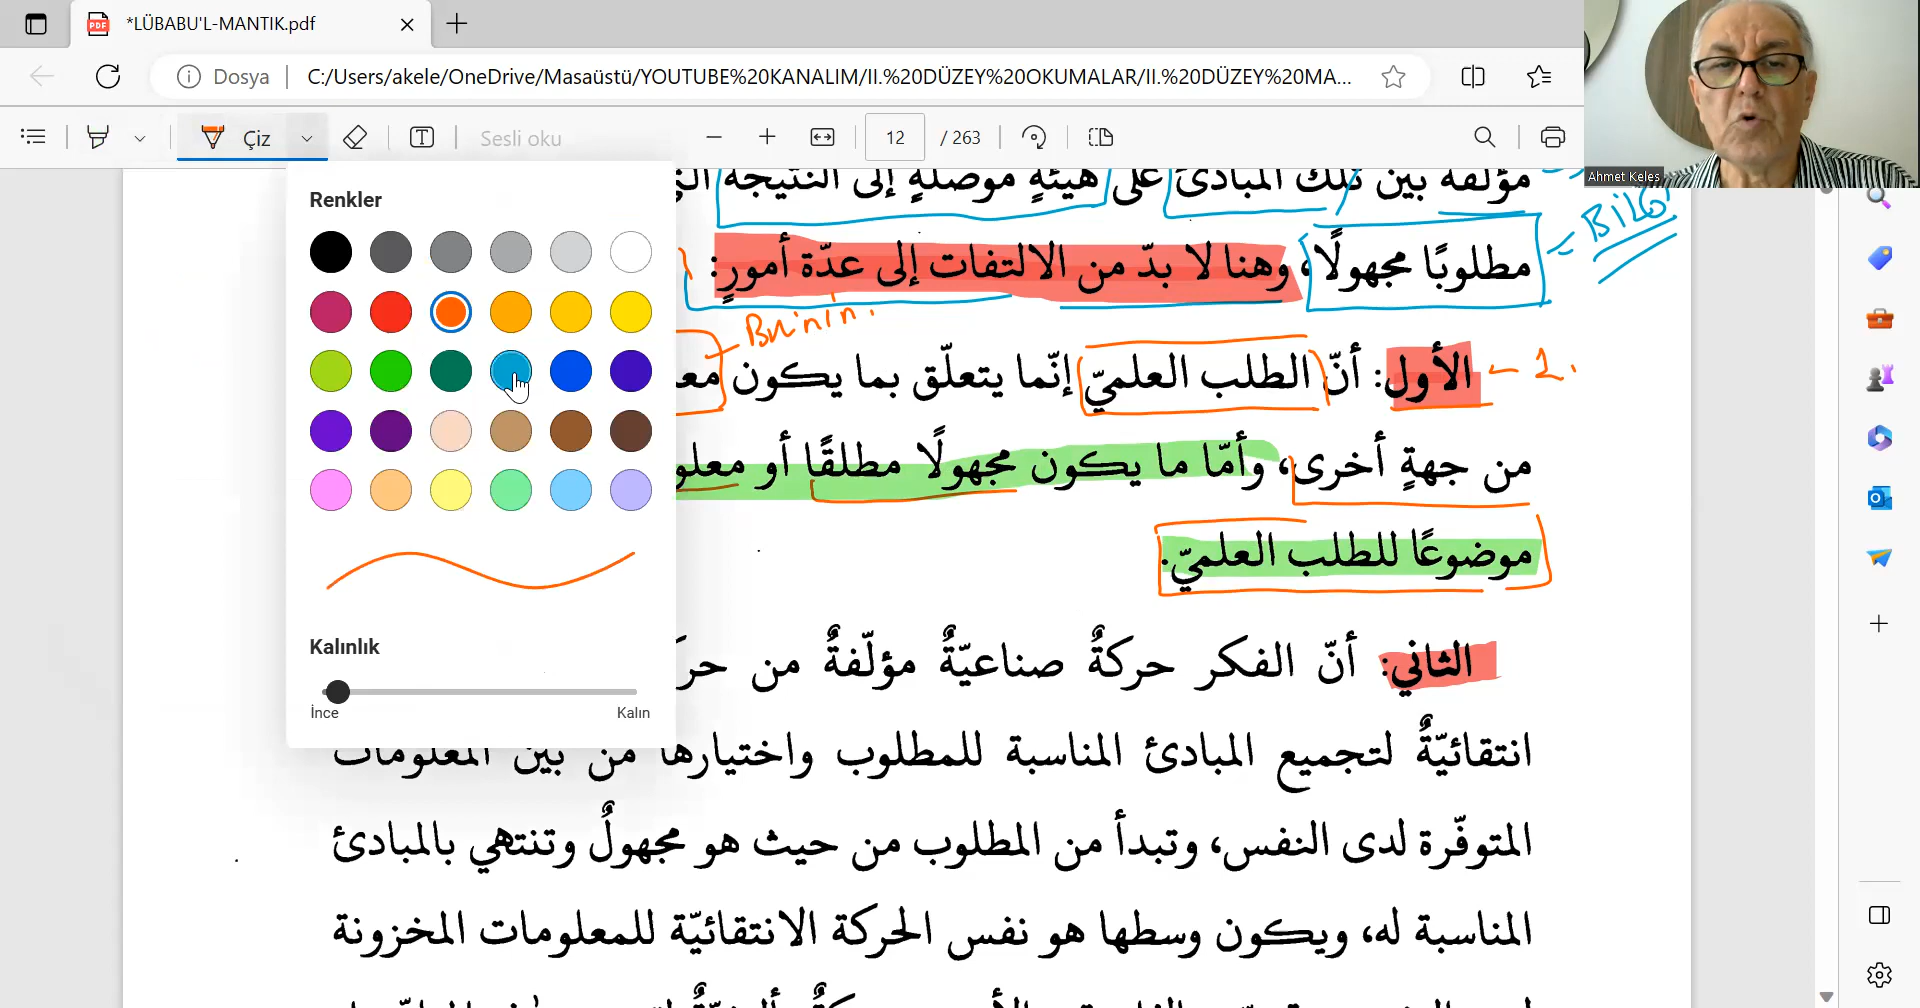 *LÜBABU'L-MANTIK.pdf
Dosya
C:/Users/akele/OneDrive/Masaüstü/YOUTUBE%20KANALIM/II.%20DÜZEY%20OKUMALAR/II.%20DÜZEY%20MA...
Çiz
Sesli oku
12 / 263
Ahmet Keleş
Renkler
Kalınlık
İnce
Kalın
مؤلفة بين تلك المبادئ على هيئةٍ موصلةٍ إلى النتيجة
Bilgi
مطلوبًا مجهولًا، وهنا لا بدّ من الالتفات إلى عدّة أمورٍ:
Bu'nın.
الأول: أنّ الطلب العلميّ إنّما يتعلّق بما يكون
1.
من جهةٍ أخرى، وأمّا ما يكون مجهولًا مطلقًا أو
موضوعًا للطلب العلميّ.
الثاني: أنّ الفكر حركةٌ صناعيّةٌ مؤلّفةٌ من
انتقائيّةٌ لتجميع المبادئ المناسبة للمطلوب واختيارها من بين المعلومات
المتوفّرة لدى النفس، وتبدأ من المطلوب من حيث هو مجهولٌ وتنتهي بالمبادئ
المناسبة له، ويكون وسطها هو نفس الحركة الانتقائيّة للمعلومات المخزونة